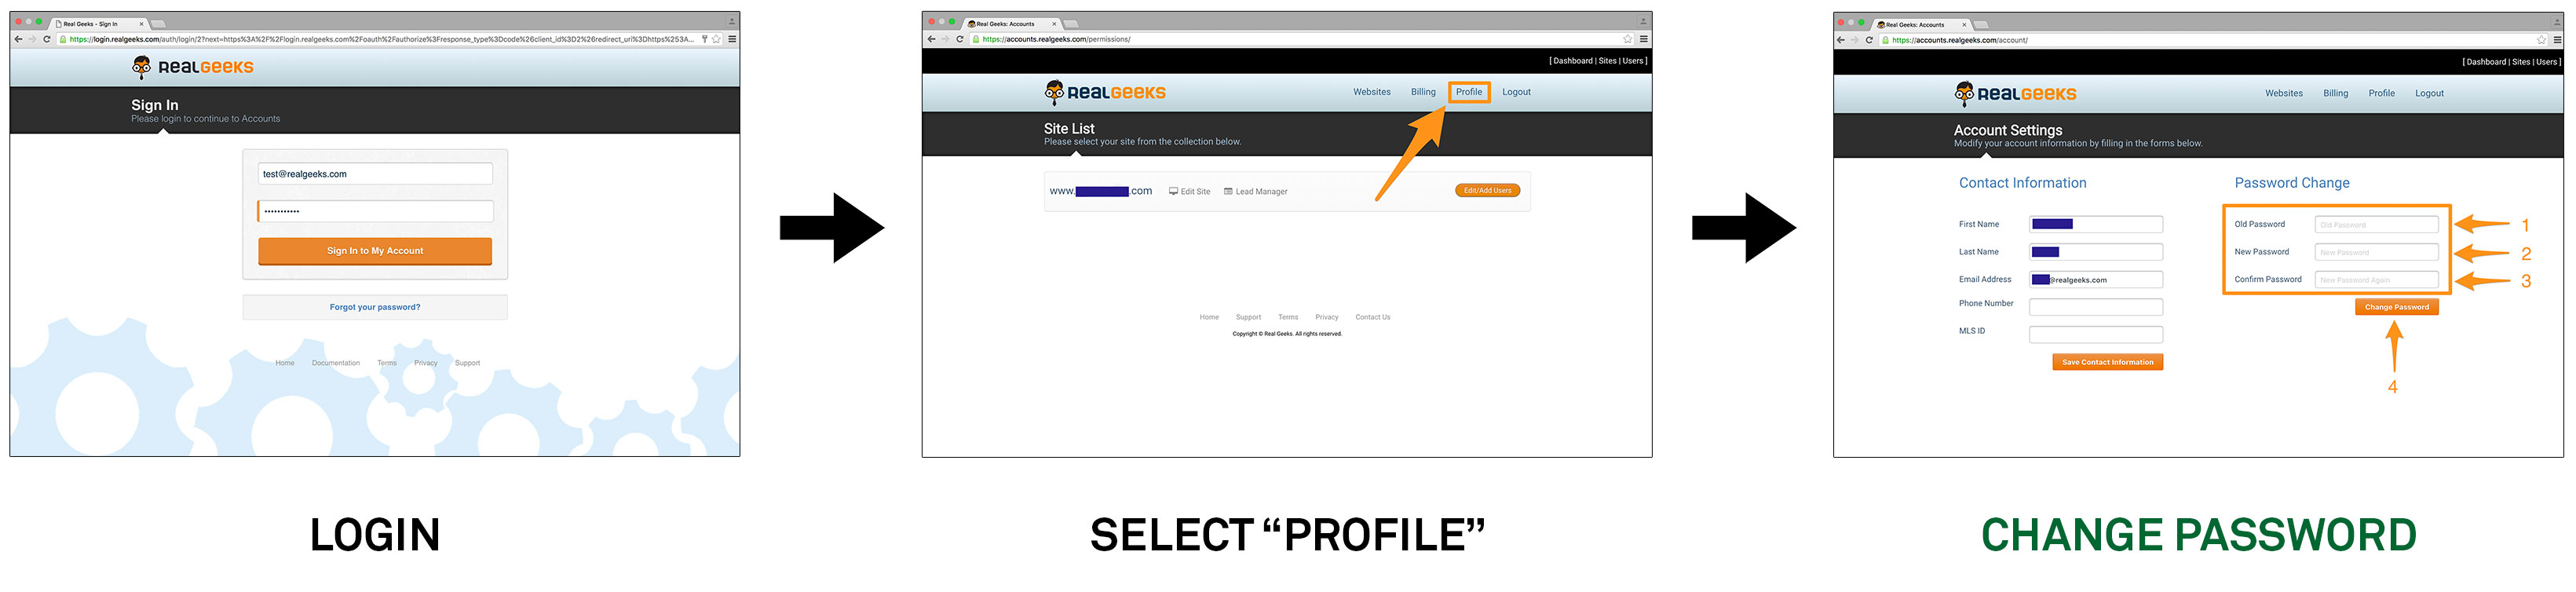 Real Geeks - Sign In
https://login.realgeeks.com/auth/login/2?next=https%3A%2F%2Flogin.realgeeks.com%2Foauth%2Fauthorize%3Fresponse_type%3Dcode%26client_id%3D2%26redirect_uri%3Dhttps%253A...
REALGEEKS
Sign In
Please login to continue to Accounts
test@realgeeks.com
Sign In to My Account
Forgot your password?
Home Documentation Terms Privacy Support
LOGIN
Real Geeks: Accounts
https://accounts.realgeeks.com/permissions/
[ Dashboard | Sites | Users ]
REALGEEKS
Websites Billing Profile Logout
Site List
Please select your site from the collection below.
www. .com Edit Site Lead Manager Edit/Add Users
Home Support Terms Privacy Contact Us
Copyright © Real Geeks. All rights reserved.
SELECT “PROFILE”
Real Geeks: Accounts
https://accounts.realgeeks.com/account/
[ Dashboard | Sites | Users ]
REALGEEKS
Websites Billing Profile Logout
Account Settings
Modify your account information by filling in the forms below.
Contact Information
First Name
Last Name
Email Address @realgeeks.com
Phone Number
MLS ID
Save Contact Information
Password Change
Old Password Old Password 1
New Password New Password 2
Confirm Password New Password Again 3
Change Password
4
CHANGE PASSWORD